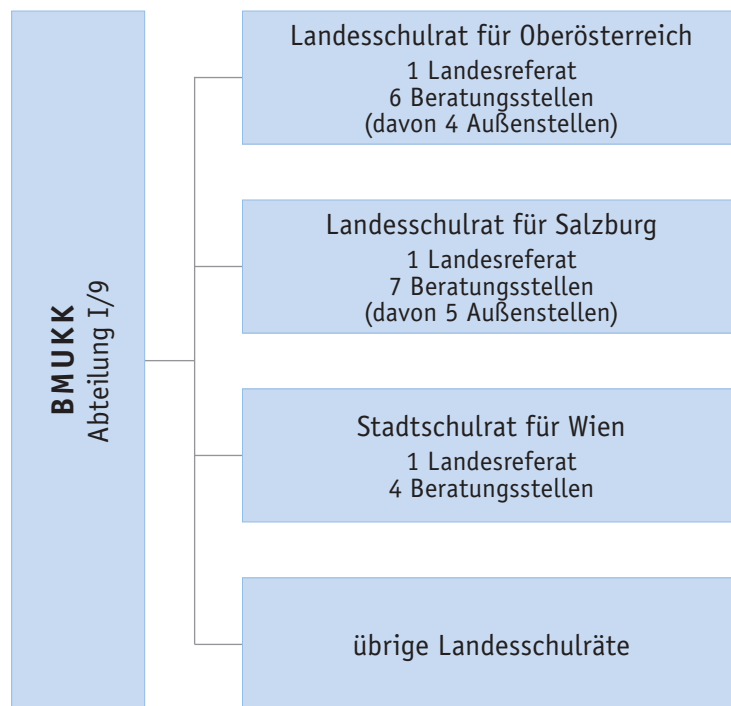 BMUKK
Abteilung I/9
Landesschulrat für Oberösterreich
1 Landesreferat
6 Beratungsstellen
(davon 4 Außenstellen)
Landesschulrat für Salzburg
1 Landesreferat
7 Beratungsstellen
(davon 5 Außenstellen)
Stadtschulrat für Wien
1 Landesreferat
4 Beratungsstellen
übrige Landesschulräte